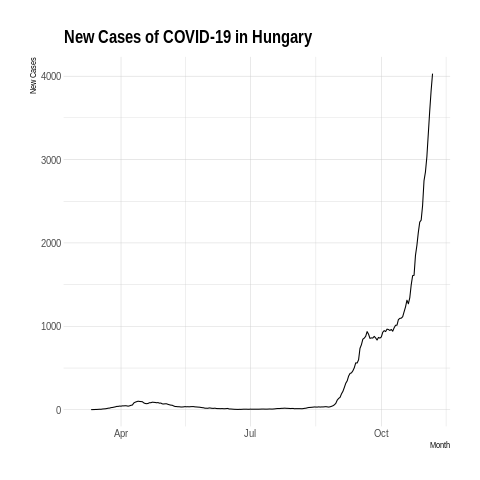 New Cases of COVID-19 in Hungary
New Cases
4000
3000
2000
1000
0
Apr
Jul
Oct
Month